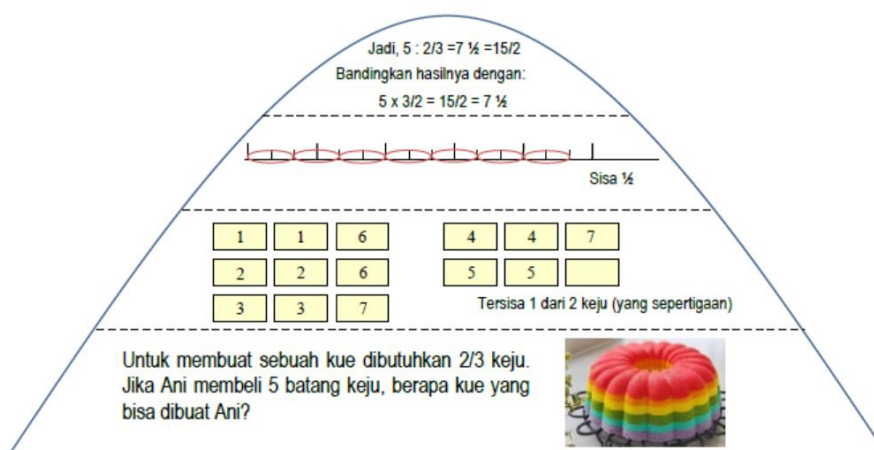 Jadi, 5 : 2/3 =7 ½ =15/2
Bandingkan hasilnya dengan:
5 x 3/2 = 15/2 = 7 ½
Sisa ½
1 1 6 4 4 7
2 2 6 5 5
3 3 7
Tersisa 1 dari 2 keju (yang sepertigaan)
Untuk membuat sebuah kue dibutuhkan 2/3 keju.
Jika Ani membeli 5 batang keju, berapa kue yang
bisa dibuat Ani?